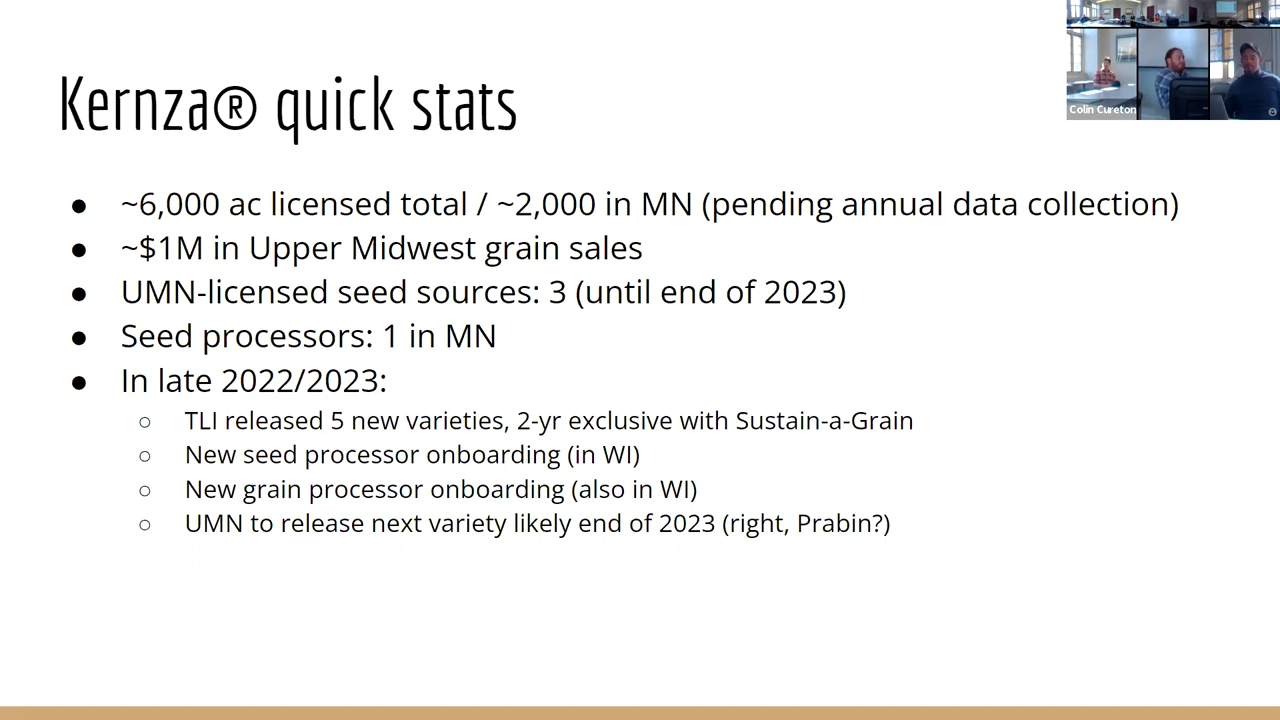 Kernza® quick stats
● ~6,000 ac licensed total / ~2,000 in MN (pending annual data collection)
● ~$1M in Upper Midwest grain sales
● UMN-licensed seed sources: 3 (until end of 2023)
● Seed processors: 1 in MN
● In late 2022/2023:
○ TLI released 5 new varieties, 2-yr exclusive with Sustain-a-Grain
○ New seed processor onboarding (in WI)
○ New grain processor onboarding (also in WI)
○ UMN to release next variety likely end of 2023 (right, Prabin?)
Colin Cureton